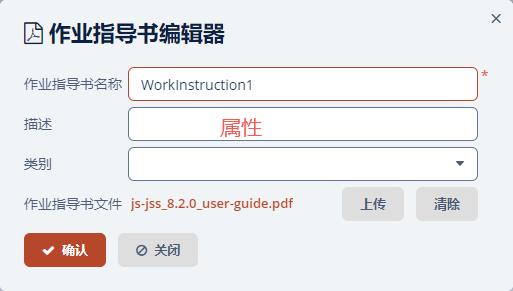 作业指导书编辑器
作业指导书名称 WorkInstruction1 *
描述 属性
类别
作业指导书文件 js-jss_8.2.0_user-guide.pdf 上传 清除
确认 关闭